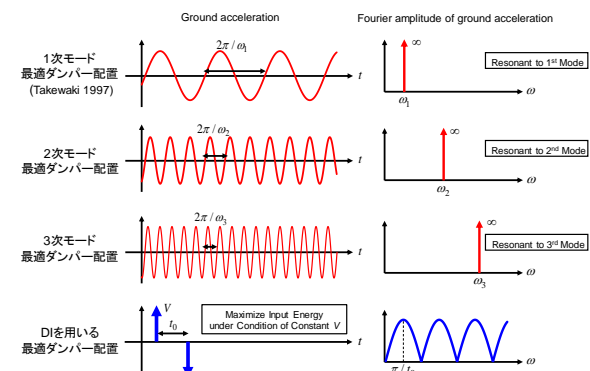 Ground acceleration
Fourier amplitude of ground acceleration
1次モード
最適ダンパー配置
(Takewaki 1997)
2π / ω₁
t
∞
ω₁
ω
Resonant to 1st Mode
2次モード
最適ダンパー配置
2π / ω₂
t
∞
ω₂
ω
Resonant to 2nd Mode
3次モード
最適ダンパー配置
2π / ω₃
t
∞
ω₃
ω
Resonant to 3rd Mode
DIを用いる
最適ダンパー配置
V
t₀
Maximize Input Energy
under Condition of Constant V
t
π / t₀
ω